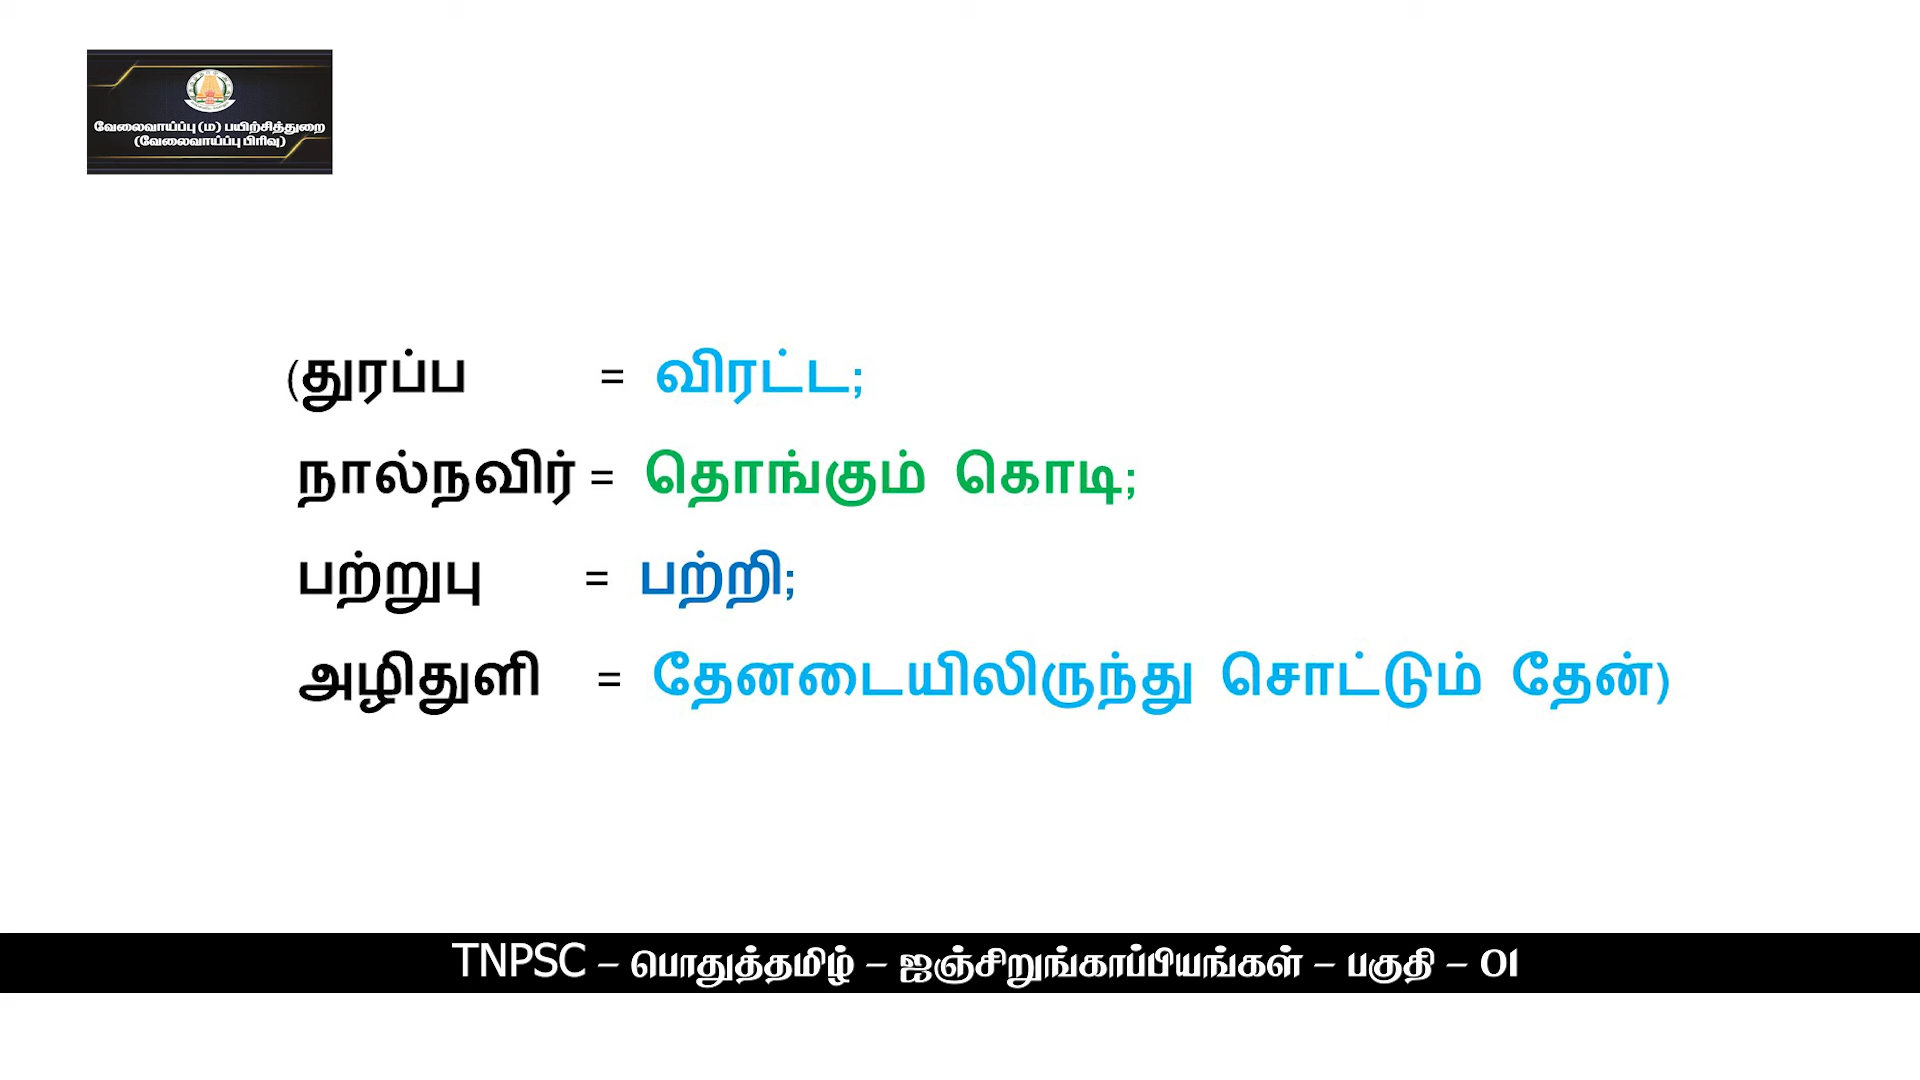 வேலைவாய்ப்பு (ம) பயிற்சித்துறை
(வேலைவாய்ப்பு பிரிவு)
(துரப்ப = விரட்ட;
நால்நவிர் = தொங்கும் கொடி;
பற்றுபு = பற்றி;
அழிதுளி = தேனடையிலிருந்து சொட்டும் தேன்)
TNPSC – பொதுத்தமிழ் – ஐஞ்சிறுங்காப்பியங்கள் – பகுதி – 01